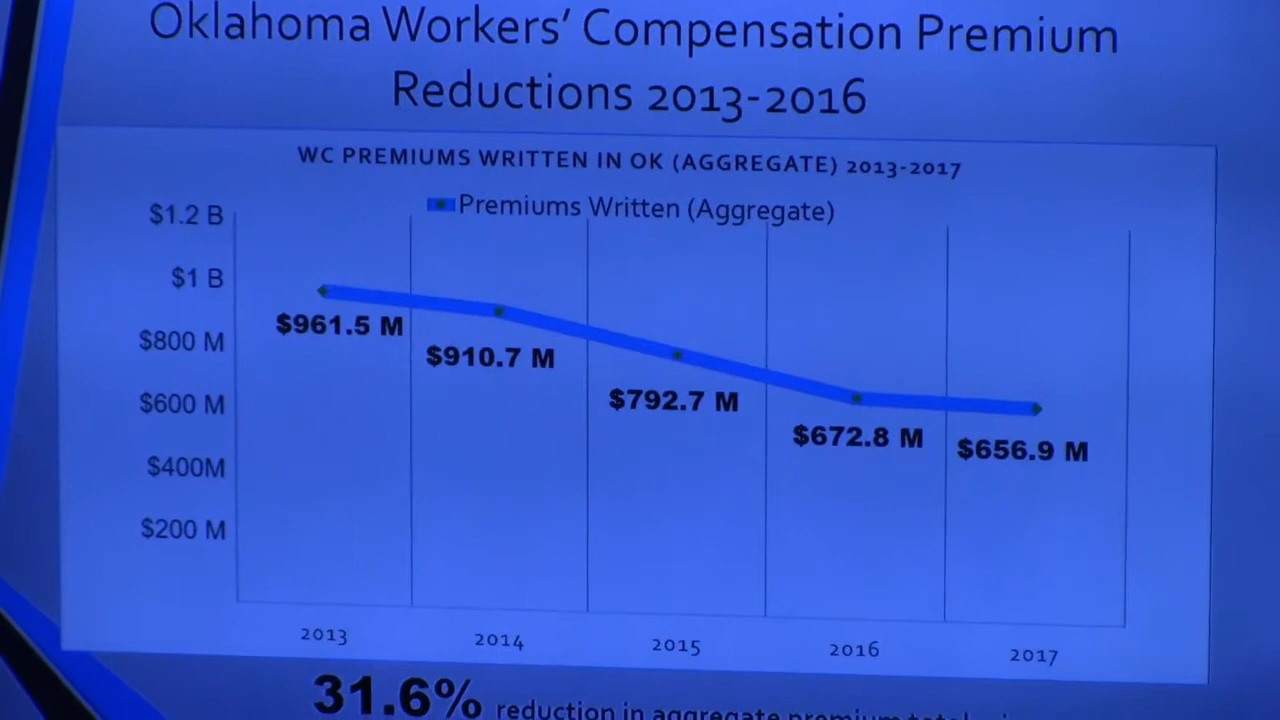 Oklahoma Workers’ Compensation Premium
Reductions 2013-2016
WC PREMIUMS WRITTEN IN OK (AGGREGATE) 2013-2017
Premiums Written (Aggregate)
$1.2 B
$1 B
$800 M
$600 M
$400M
$200 M
$961.5 M
$910.7 M
$792.7 M
$672.8 M
$656.9 M
2013
2014
2015
2016
2017
31.6% reduction in aggregate premium